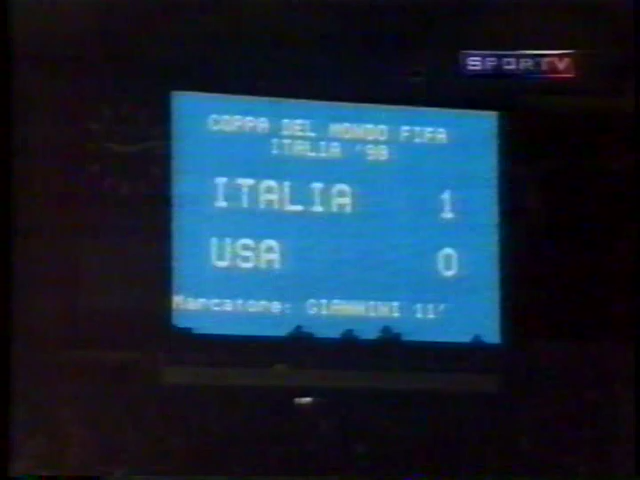 SPORTV
COPPA DEL MONDO FIFA
ITALIA '90
ITALIA 1
USA 0
Marcatore: GIANNINI 11'